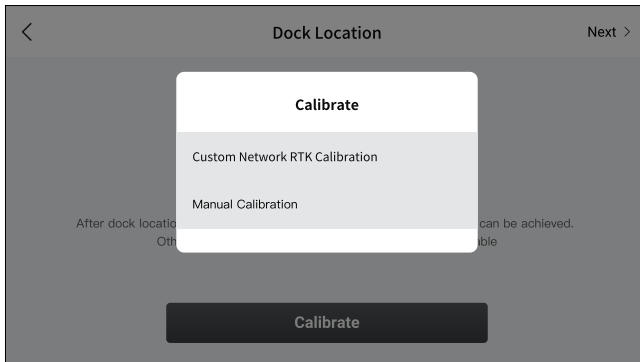 Dock Location
Next >
Calibrate
Custom Network RTK Calibration
Manual Calibration
After dock locatio can be achieved.
Oth ble
Calibrate